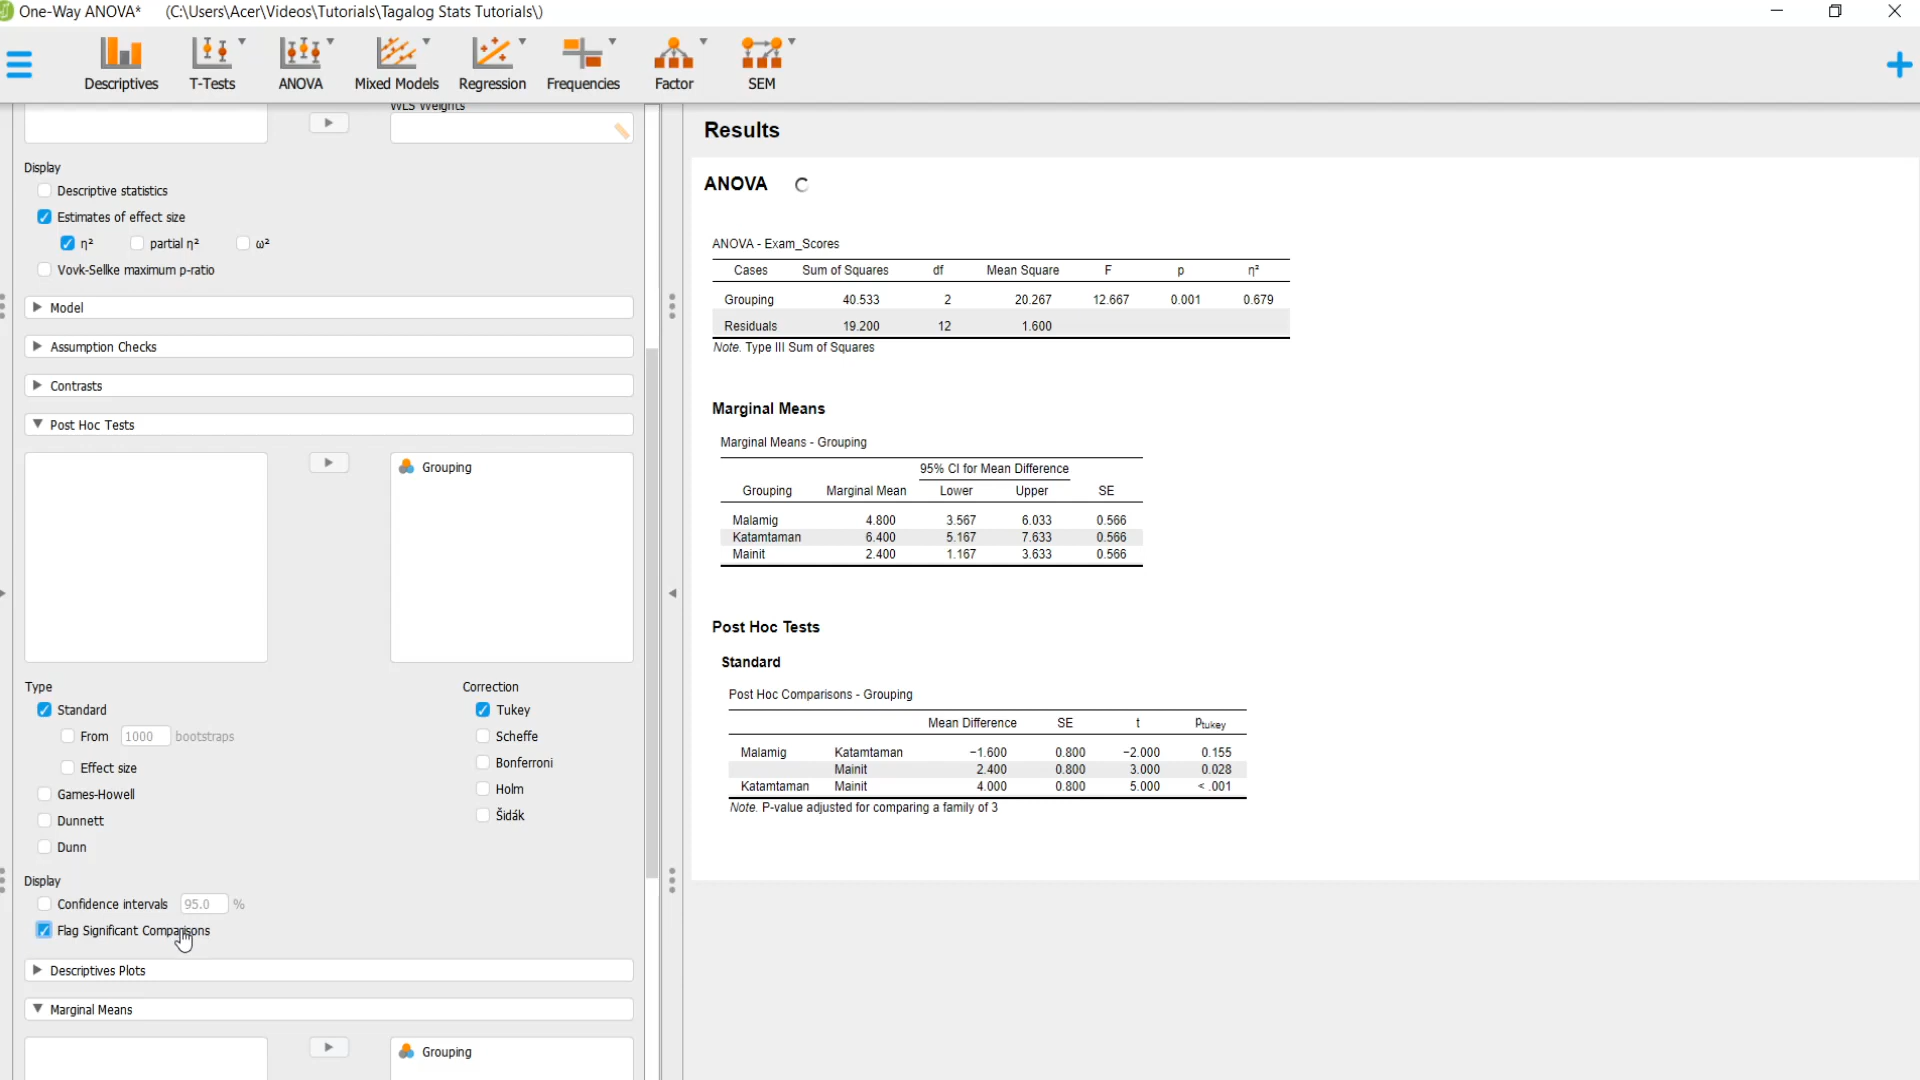 One-Way ANOVA* (C:\Users\Acer\Videos\Tutorials\Tagalog Stats Tutorials\)
Descriptives T-Tests ANOVA Mixed Models Regression Frequencies Factor SEM
WLS Weights
Display
Descriptive statistics
Estimates of effect size
η² partial η² ω²
Vovk-Sellke maximum p-ratio
Model
Assumption Checks
Contrasts
Post Hoc Tests
Grouping
Type
Standard
From 1000 bootstraps
Effect size
Games-Howell
Dunnett
Dunn
Correction
Tukey
Scheffe
Bonferroni
Holm
Šidák
Display
Confidence intervals 95.0 %
Flag Significant Comparisons
Descriptives Plots
Marginal Means
Grouping
Results
ANOVA
ANOVA - Exam_Scores
Cases Sum of Squares df Mean Square F p η²
Grouping 40.533 2 20.267 12.667 0.001 0.679
Residuals 19.200 12 1.600
Note. Type III Sum of Squares
Marginal Means
Marginal Means - Grouping
95% CI for Mean Difference
Grouping Marginal Mean Lower Upper SE
Malamig 4.800 3.567 6.033 0.566
Katamtaman 6.400 5.167 7.633 0.566
Mainit 2.400 1.167 3.633 0.566
Post Hoc Tests
Standard
Post Hoc Comparisons - Grouping
Mean Difference SE t Ptukey
Malamig Katamtaman -1.600 0.800 -2.000 0.155
Mainit 2.400 0.800 3.000 0.028
Katamtaman Mainit 4.000 0.800 5.000 < .001
Note. P-value adjusted for comparing a family of 3